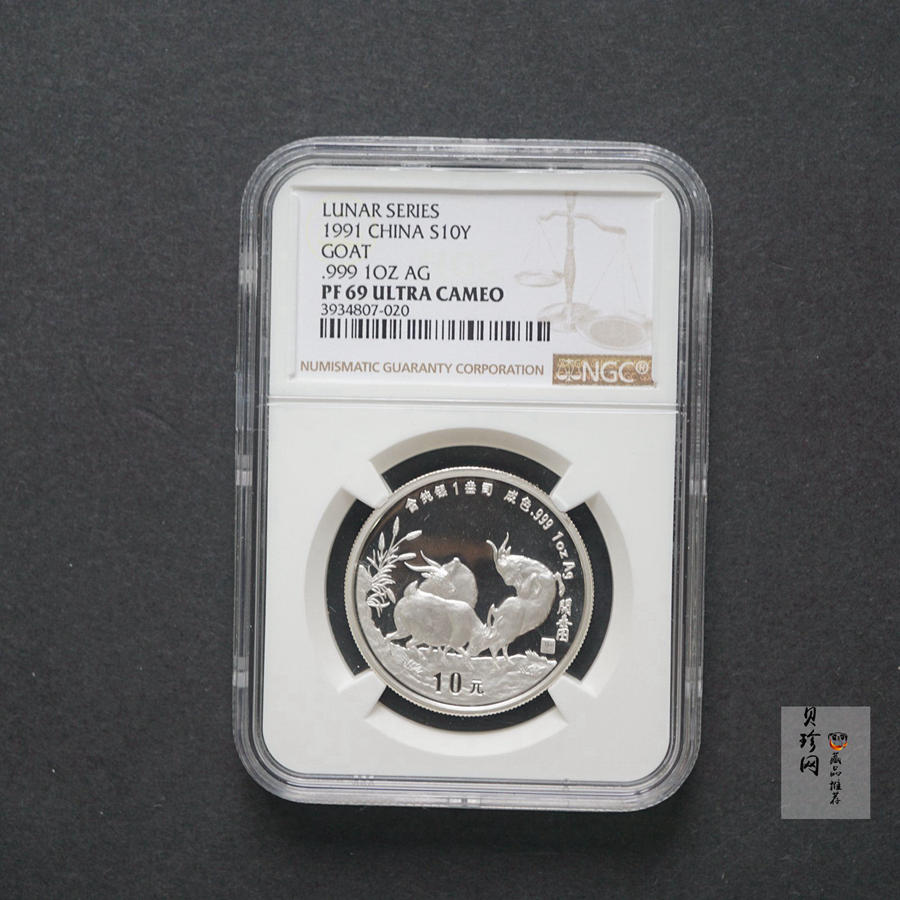 LUNAR SERIES
1991 CHINA S10Y
GOAT
.999 1OZ AG
PF 69 ULTRA CAMEO
3934807-020
NUMISMATIC GUARANTY CORPORATION
NGC®
含纯银1盎司 成色.999 1oz Ag
10元
贝珍网
藏品推荐